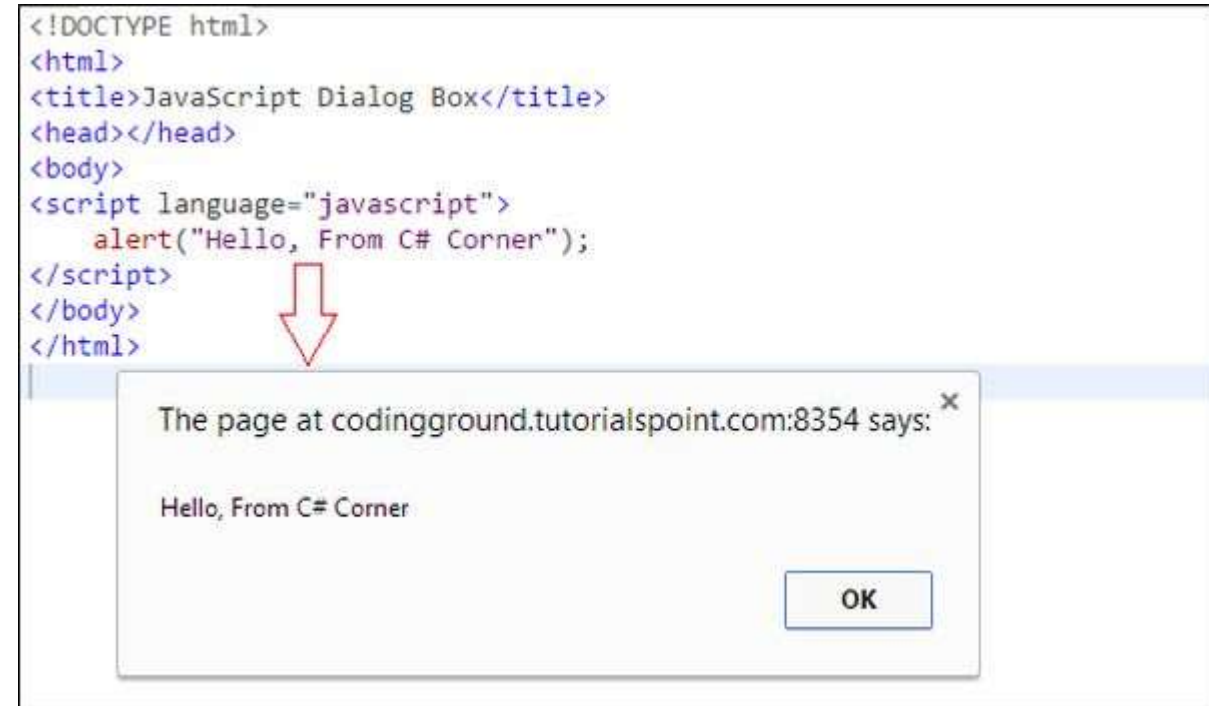 <!DOCTYPE html>
<html>
<title>JavaScript Dialog Box</title>
<head></head>
<body>
<script language="javascript">
    alert("Hello, From C# Corner");
</script>
</body>
</html>
The page at codingground.tutorialspoint.com:8354 says:
×
Hello, From C# Corner
OK